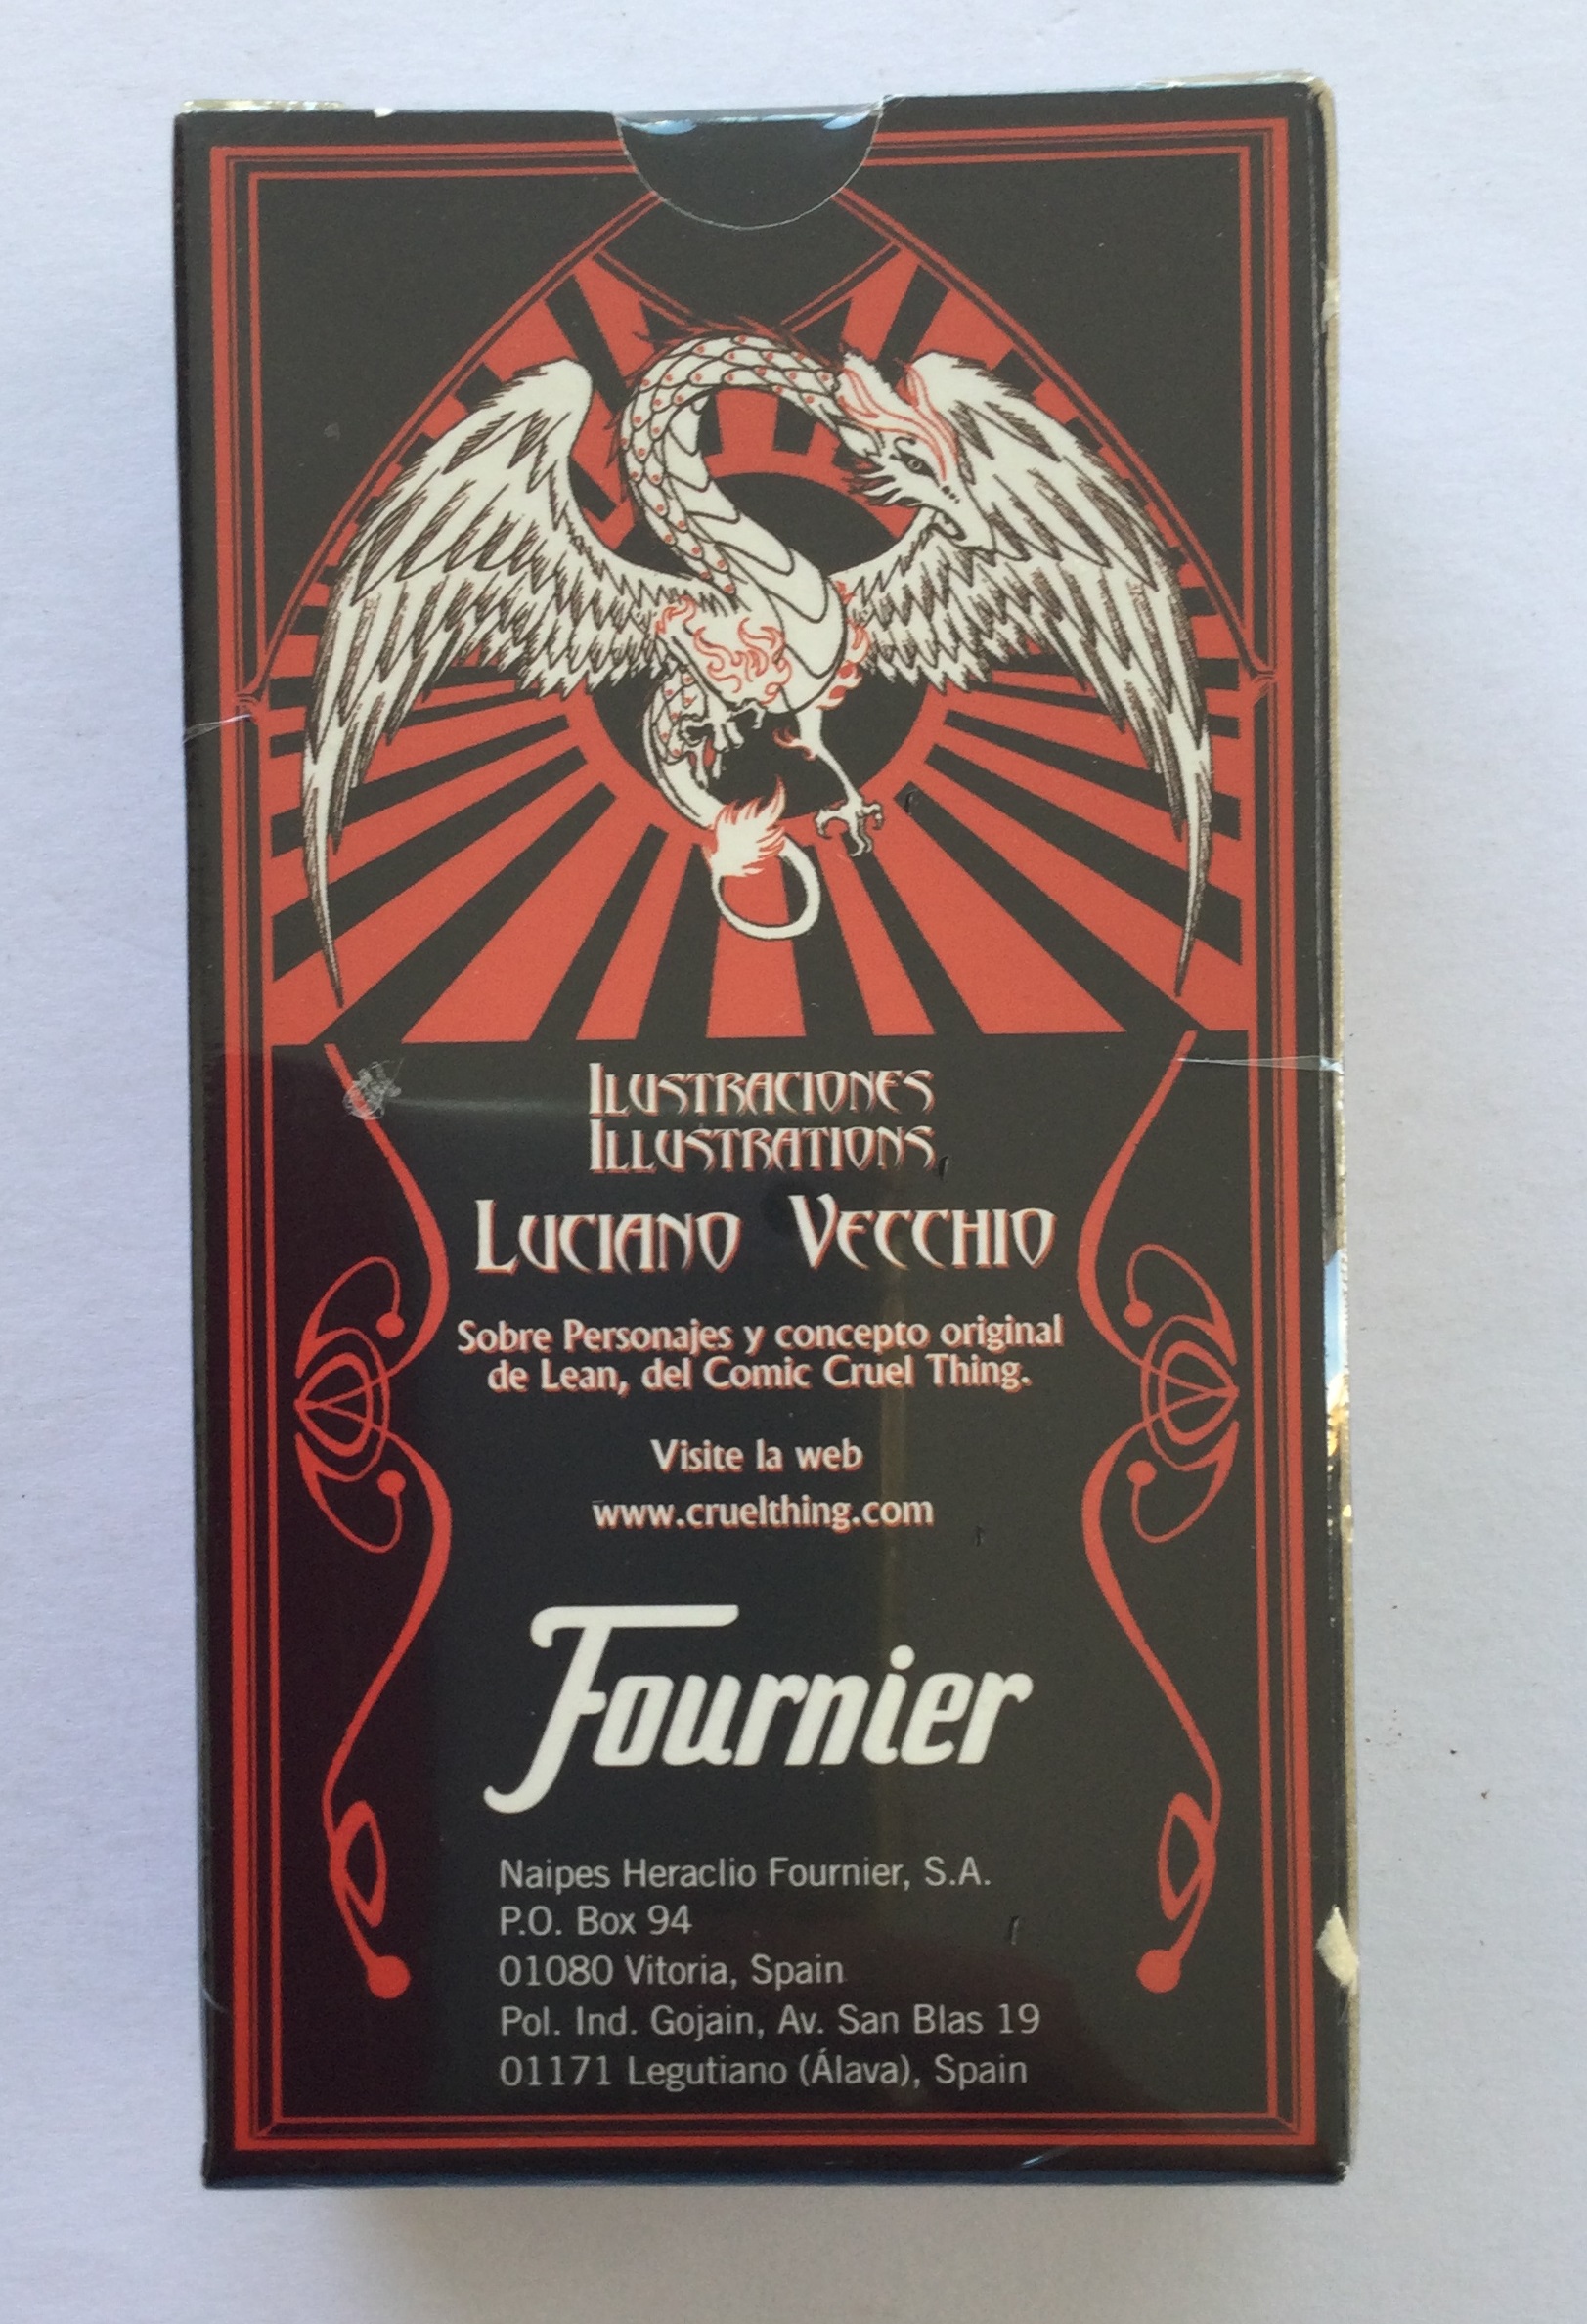 Ilustraciones
Illustrations
Luciano Vecchio
Sobre Personajes y concepto original
de Lean, del Comic Cruel Thing.
Visite la web
www.cruelthing.com
Fournier
Naipes Heraclio Fournier, S.A.
P.O. Box 94
01080 Vitoria, Spain
Pol. Ind. Gojain, Av. San Blas 19
01171 Legutiano (Álava), Spain